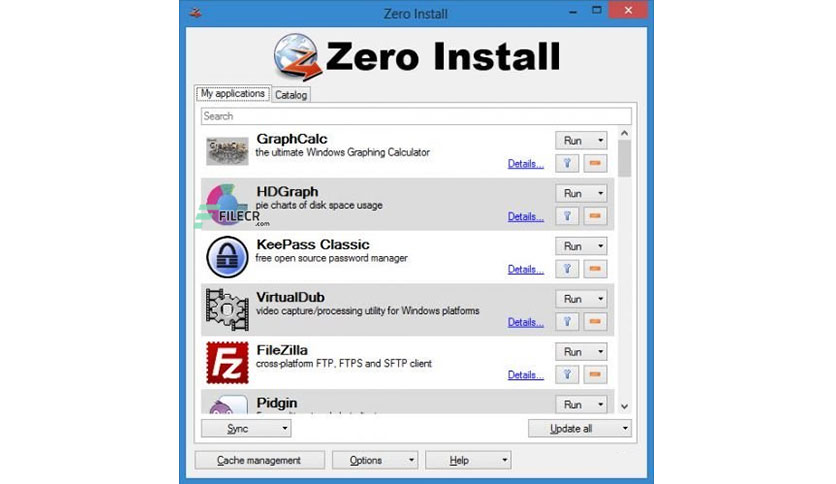 Zero Install
Zero Install
My applications
Catalog
Search
GraphCalc
the ultimate Windows Graphing Calculator
Run
Details...
HDGraph
pie charts of disk space usage
Run
Details...
FILECR
.com
KeePass Classic
free open source password manager
Run
Details...
VirtualDub
video capture/processing utility for Windows platforms
Run
Details...
FileZilla
cross-platform FTP, FTPS and SFTP client
Run
Details...
Fz
Pidgin
Run
Sync
Update all
Cache management
Options
Help